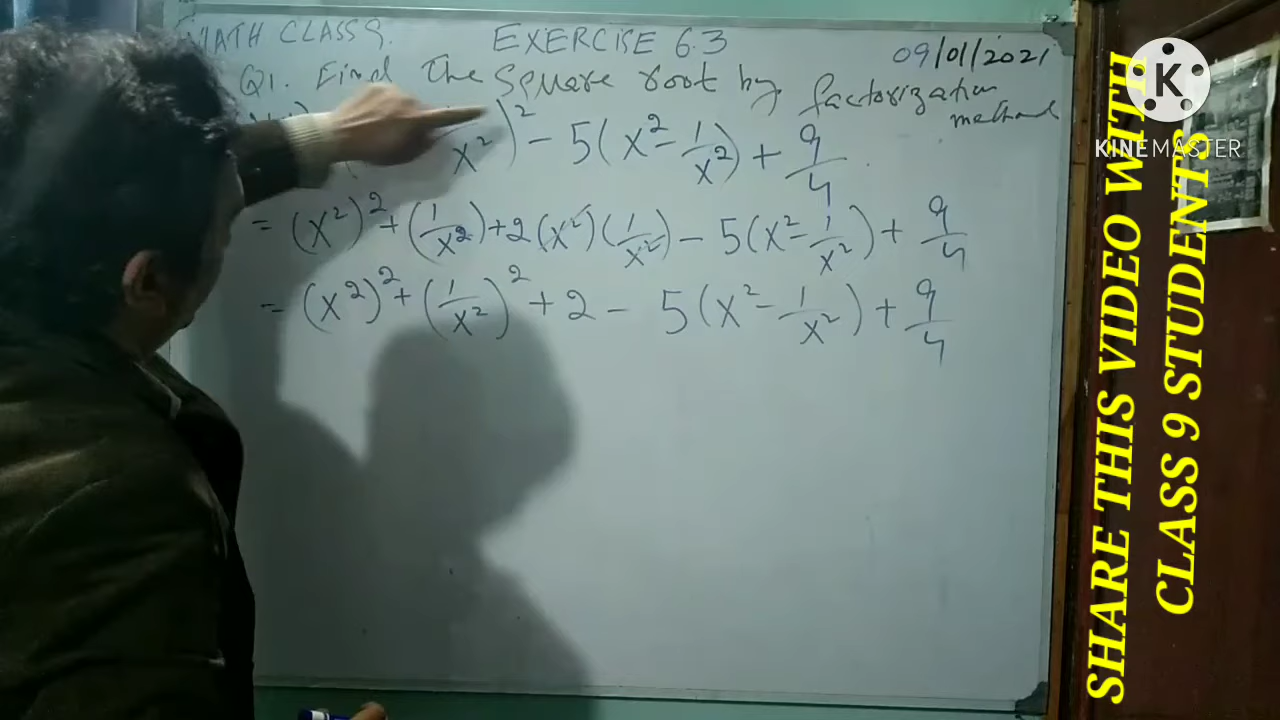 MATH CLASS 9. EXERCISE 6.3 09/01/2021
Q1. Find The Square root by factorization method
x²)² - 5(x² - 1/x²) + 9/4
= (x²)² + (1/x²) + 2(x²)(1/x²) - 5(x² - 1/x²) + 9/4
= (x²)² + (1/x²)² + 2 - 5(x² - 1/x²) + 9/4
K
KINEMASTER
SHARE THIS VIDEO WITH
CLASS 9 STUDENTS